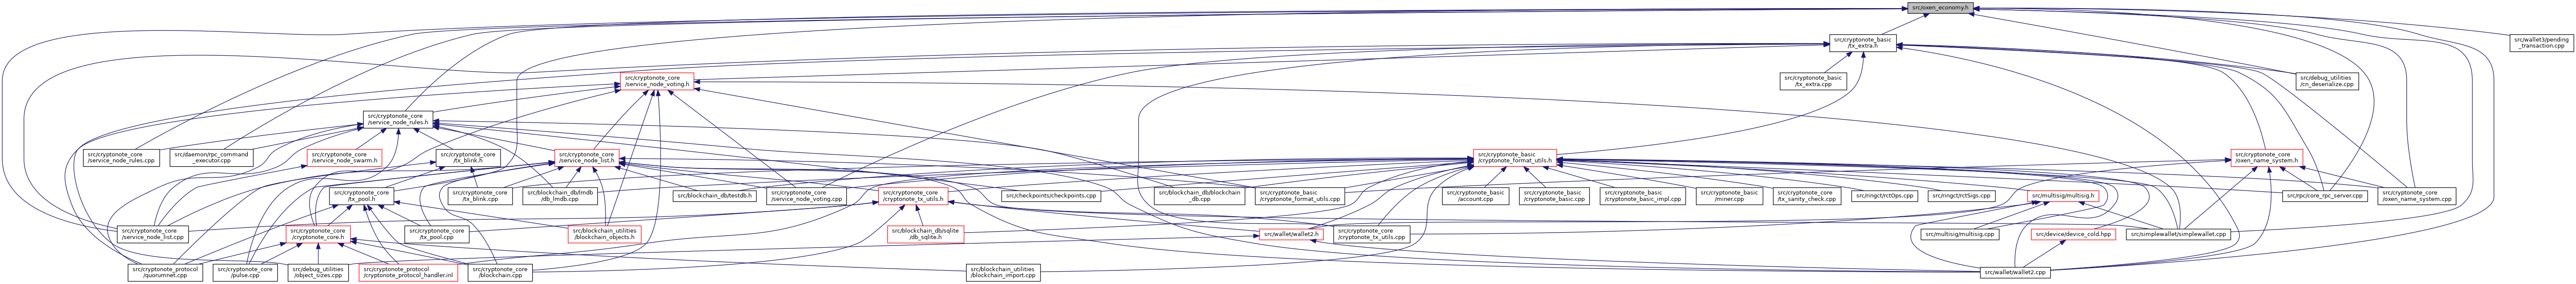 src/oxen_economy.h
src/cryptonote_basic
/tx_extra.h
src/wallet3/pending
_transaction.cpp
src/cryptonote_core
/service_node_voting.h
src/cryptonote_basic
/tx_extra.cpp
src/debug_utilities
/cn_deserialize.cpp
src/cryptonote_core
/service_node_rules.h
src/cryptonote_core
/service_node_rules.cpp
src/daemon/rpc_command
_executor.cpp
src/cryptonote_core
/service_node_swarm.h
src/cryptonote_core
/tx_blink.h
src/cryptonote_core
/service_node_list.h
src/cryptonote_basic
/cryptonote_format_utils.h
src/cryptonote_core
/oxen_name_system.h
src/cryptonote_core
/tx_pool.h
src/cryptonote_core
/tx_blink.cpp
src/blockchain_db/lmdb
/db_lmdb.cpp
src/blockchain_db/testdb.h
src/cryptonote_core
/service_node_voting.cpp
src/cryptonote_core
/cryptonote_tx_utils.h
src/checkpoints/checkpoints.cpp
src/blockchain_db/blockchain
_db.cpp
src/cryptonote_basic
/cryptonote_format_utils.cpp
src/cryptonote_basic
/account.cpp
src/cryptonote_basic
/cryptonote_basic.cpp
src/cryptonote_basic
/cryptonote_basic_impl.cpp
src/cryptonote_basic
/miner.cpp
src/cryptonote_core
/tx_sanity_check.cpp
src/ringct/rctOps.cpp
src/ringct/rctSigs.cpp
src/multisig/multisig.h
src/rpc/core_rpc_server.cpp
src/cryptonote_core
/oxen_name_system.cpp
src/cryptonote_core
/service_node_list.cpp
src/cryptonote_core
/cryptonote_core.h
src/cryptonote_core
/tx_pool.cpp
src/blockchain_utilities
/blockchain_objects.h
src/blockchain_db/sqlite
/db_sqlite.h
src/wallet/wallet2.h
src/cryptonote_core
/cryptonote_tx_utils.cpp
src/multisig/multisig.cpp
src/device/device_cold.hpp
src/simplewallet/simplewallet.cpp
src/cryptonote_protocol
/quorumnet.cpp
src/cryptonote_core
/pulse.cpp
src/debug_utilities
/object_sizes.cpp
src/cryptonote_protocol
/cryptonote_protocol_handler.inl
src/cryptonote_core
/blockchain.cpp
src/blockchain_utilities
/blockchain_import.cpp
src/wallet/wallet2.cpp